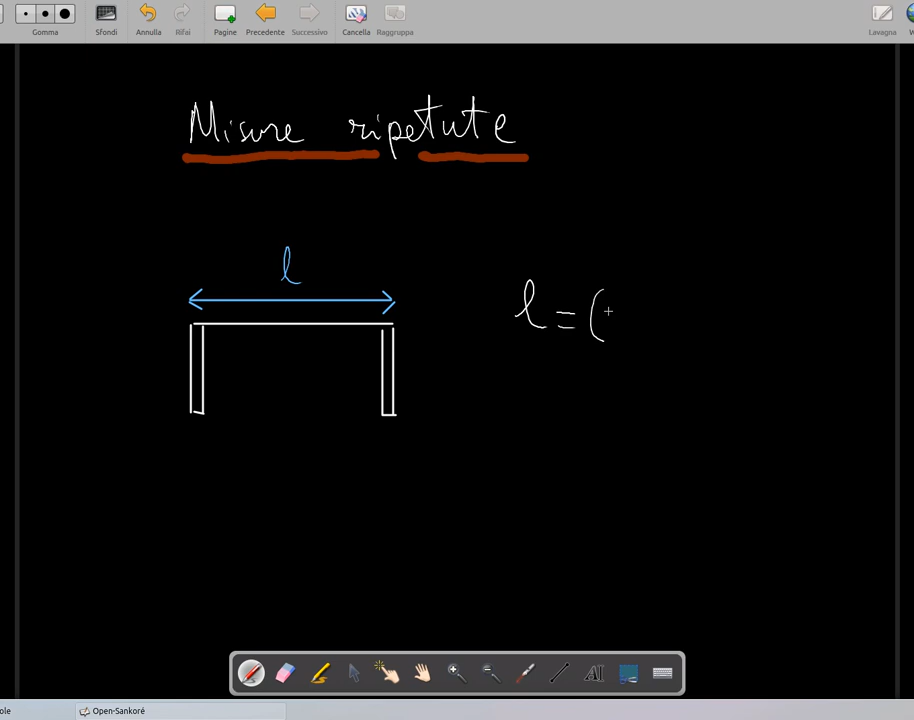 Gomma Sfondi Annulla Rifai Pagine Precedente Successivo Cancella Raggruppa Lavagna
Misure ripetute
l
l = (
Open-Sankoré